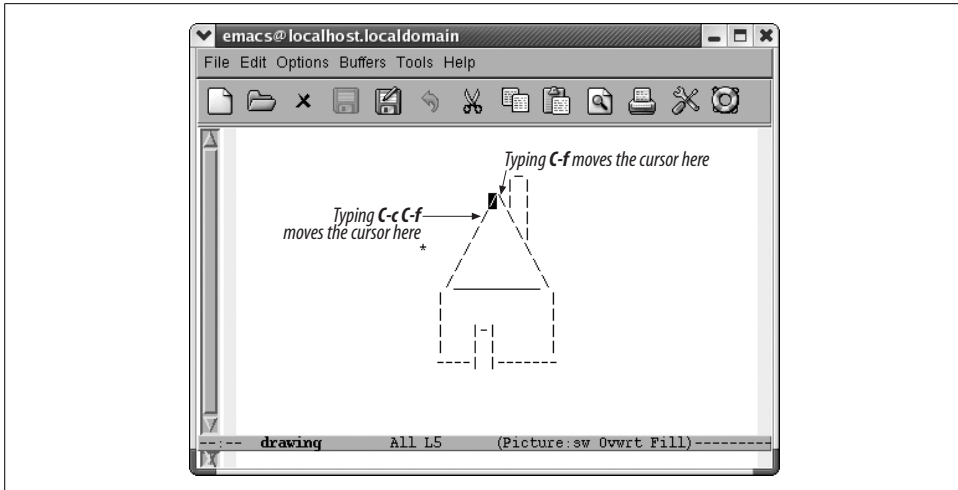 emacs@localhost.localdomain
File Edit Options Buffers Tools Help
Typing C-f moves the cursor here
Typing C-c C-f
moves the cursor here
*
--:-- drawing All L5 (Picture:sw Ovwrt Fill)---------